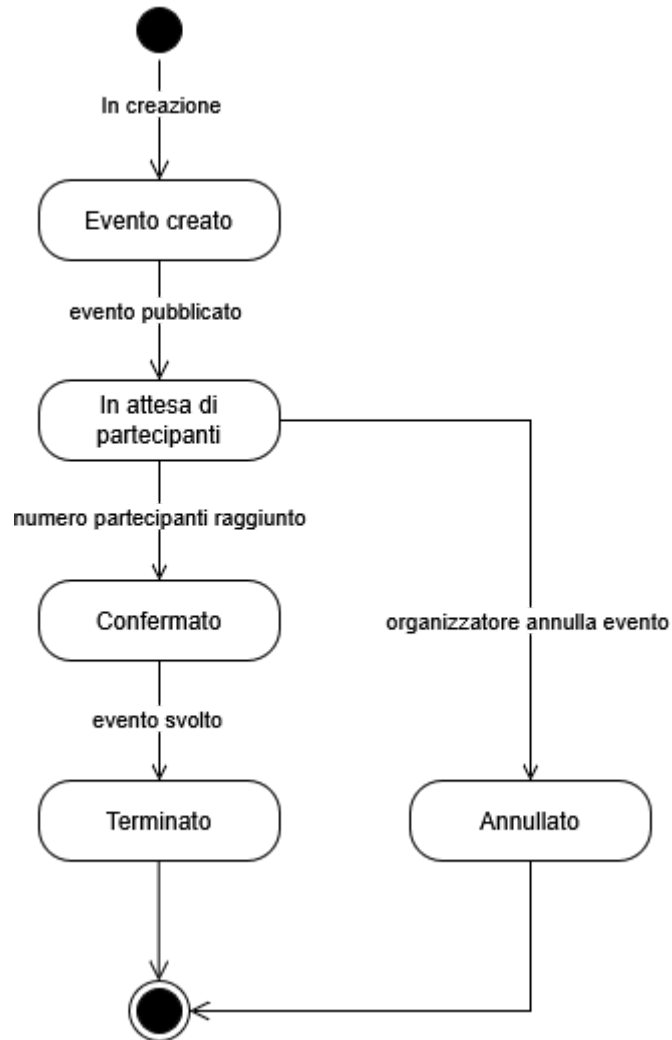 In creazione
Evento creato
evento pubblicato
In attesa di
partecipanti
numero partecipanti raggiunto
Confermato
organizzatore annulla evento
evento svolto
Terminato
Annullato